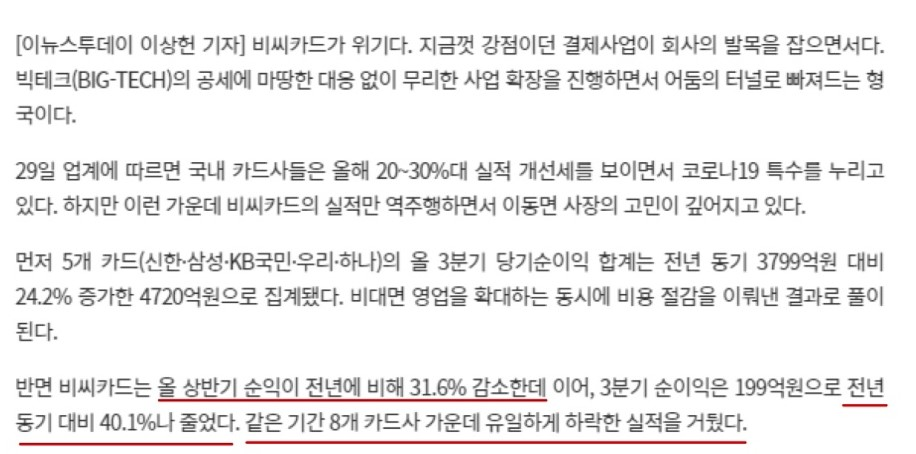 [이뉴스투데이 이상헌 기자] 비씨카드가 위기다. 지금껏 강점이던 결제사업이 회사의 발목을 잡으면서다.
빅테크(BIG-TECH)의 공세에 마땅한 대응 없이 무리한 사업 확장을 진행하면서 어둠의 터널로 빠져드는 형
국이다.
29일 업계에 따르면 국내 카드사들은 올해 20~30%대 실적 개선세를 보이면서 코로나19 특수를 누리고
있다. 하지만 이런 가운데 비씨카드의 실적만 역주행하면서 이동면 사장의 고민이 깊어지고 있다.
먼저 5개 카드(신한·삼성·KB국민·우리·하나)의 올 3분기 당기순이익 합계는 전년 동기 3799억원 대비
24.2% 증가한 4720억원으로 집계됐다. 비대면 영업을 확대하는 동시에 비용 절감을 이뤄낸 결과로 풀이
된다.
반면 비씨카드는 올 상반기 순익이 전년에 비해 31.6% 감소한데 이어, 3분기 순이익은 199억원으로 전년
동기 대비 40.1%나 줄었다. 같은 기간 8개 카드사 가운데 유일하게 하락한 실적을 거뒀다.